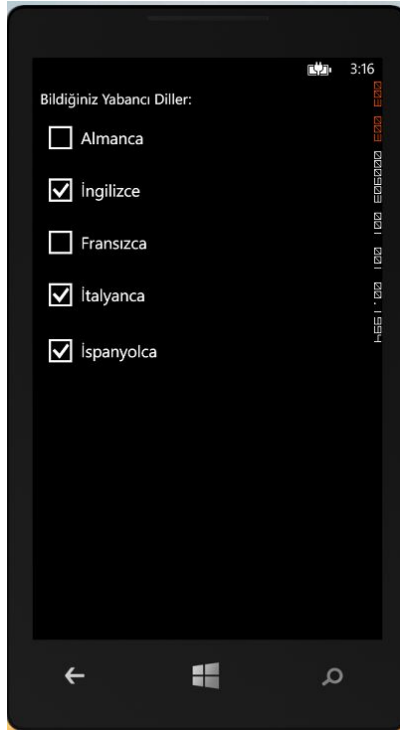 3:16
Bildiğiniz Yabancı Diller:
Almanca
İngilizce
Fransızca
İtalyanca
İspanyolca